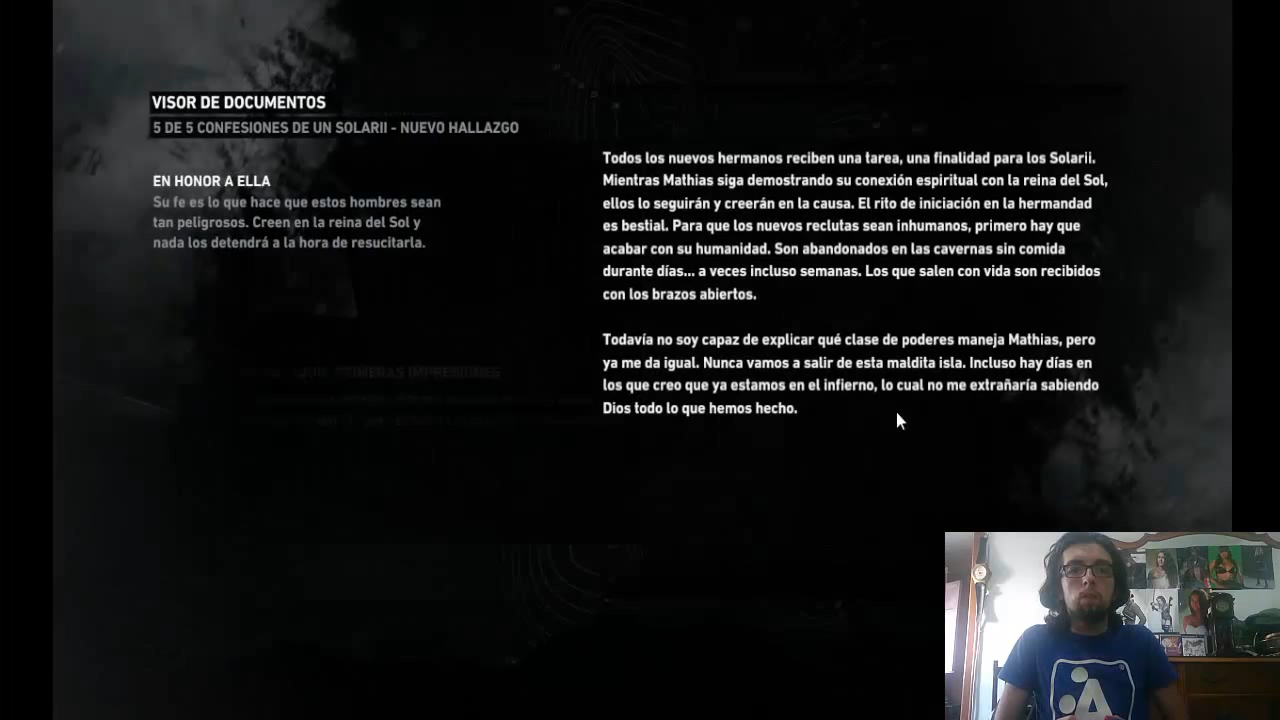 VISOR DE DOCUMENTOS
5 DE 5 CONFESIONES DE UN SOLARII - NUEVO HALLAZGO
EN HONOR A ELLA
Su fe es lo que hace que estos hombres sean
tan peligrosos. Creen en la reina del Sol y
nada los detendrá a la hora de resucitarla.
Todos los nuevos hermanos reciben una tarea, una finalidad para los Solarii.
Mientras Mathias siga demostrando su conexión espiritual con la reina del Sol,
ellos lo seguirán y creerán en la causa. El rito de iniciación en la hermandad
es bestial. Para que los nuevos reclutas sean inhumanos, primero hay que
acabar con su humanidad. Son abandonados en las cavernas sin comida
durante días... a veces incluso semanas. Los que salen con vida son recibidos
con los brazos abiertos.
Todavía no soy capaz de explicar qué clase de poderes maneja Mathias, pero
ya me da igual. Nunca vamos a salir de esta maldita isla. Incluso hay días en
los que creo que ya estamos en el infierno, lo cual no me extrañaría sabiendo
Dios todo lo que hemos hecho.
PRIMERAS IMPRESIONES
A